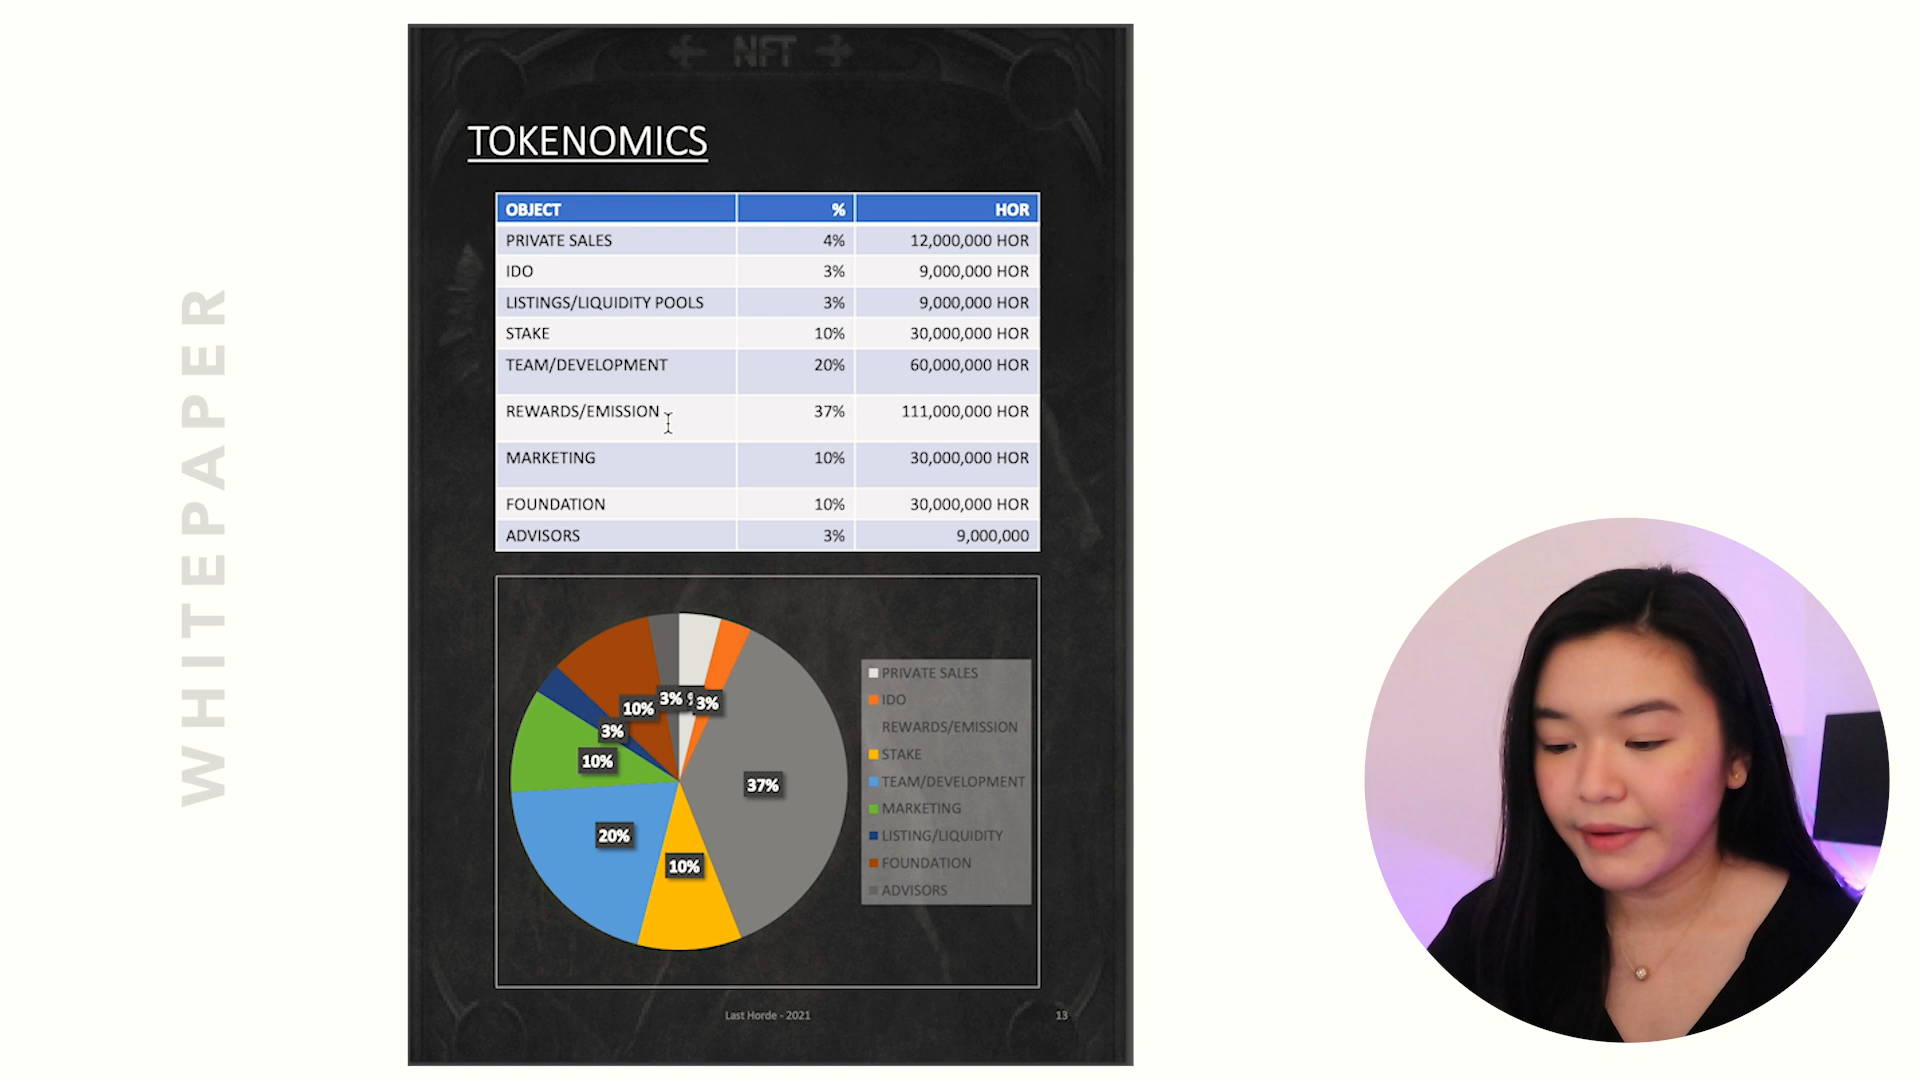 NFT
WHITEPAPER
TOKENOMICS
OBJECT % HOR
PRIVATE SALES 4% 12,000,000 HOR
IDO 3% 9,000,000 HOR
LISTINGS/LIQUIDITY POOLS 3% 9,000,000 HOR
STAKE 10% 30,000,000 HOR
TEAM/DEVELOPMENT 20% 60,000,000 HOR
REWARDS/EMISSION 37% 111,000,000 HOR
MARKETING 10% 30,000,000 HOR
FOUNDATION 10% 30,000,000 HOR
ADVISORS 3% 9,000,000
3% 3%
10%
3%
10%
37%
20%
10%
PRIVATE SALES
IDO
REWARDS/EMISSION
STAKE
TEAM/DEVELOPMENT
MARKETING
LISTING/LIQUIDITY
FOUNDATION
ADVISORS
Last Horde - 2021 13